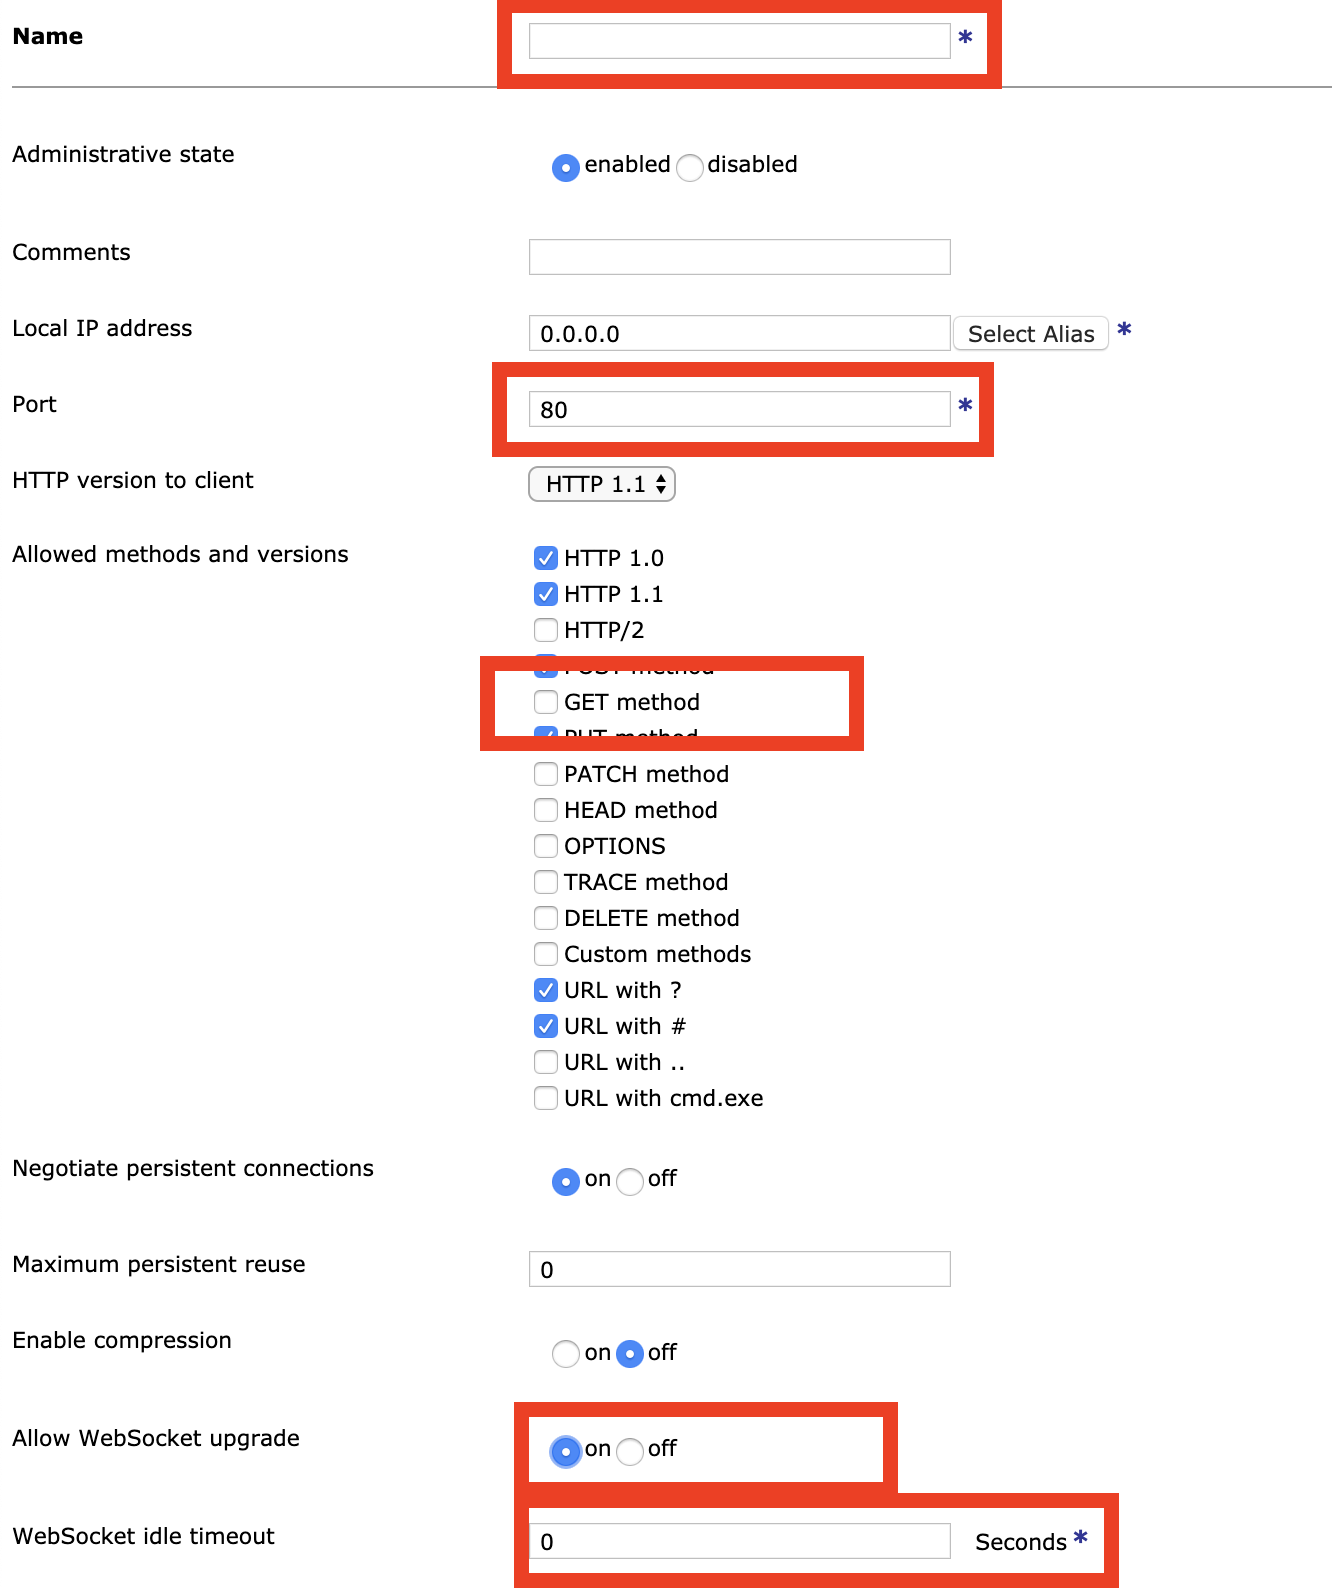 Name *
Administrative state enabled disabled
Comments
Local IP address 0.0.0.0 Select Alias *
Port 80 *
HTTP version to client HTTP 1.1
Allowed methods and versions HTTP 1.0
HTTP 1.1
HTTP/2
POST method
GET method
PUT method
PATCH method
HEAD method
OPTIONS
TRACE method
DELETE method
Custom methods
URL with ?
URL with #
URL with ..
URL with cmd.exe
Negotiate persistent connections on off
Maximum persistent reuse 0
Enable compression on off
Allow WebSocket upgrade on off
WebSocket idle timeout 0 Seconds *